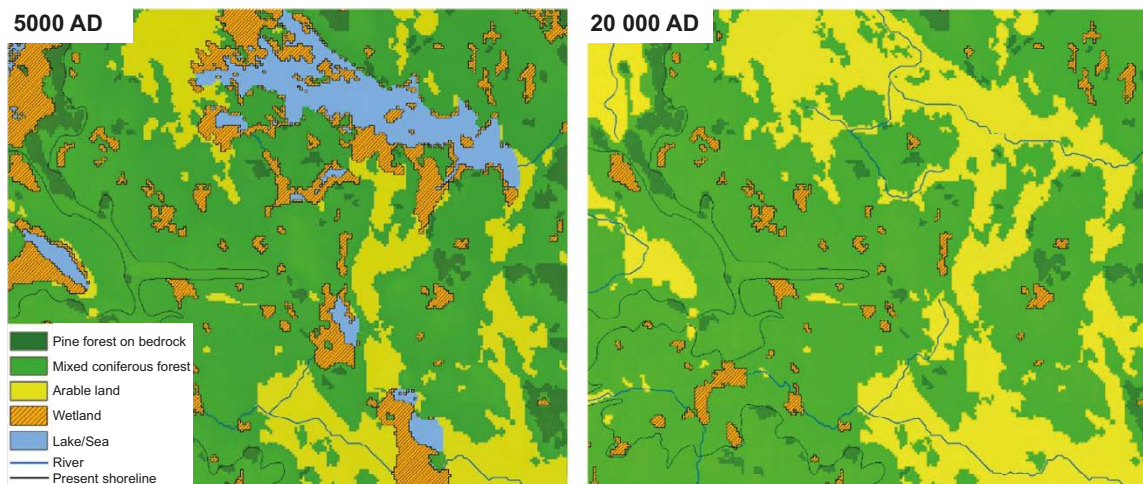 5000 AD
20 000 AD
Pine forest on bedrock
Mixed coniferous forest
Arable land
Wetland
Lake/Sea
River
Present shoreline